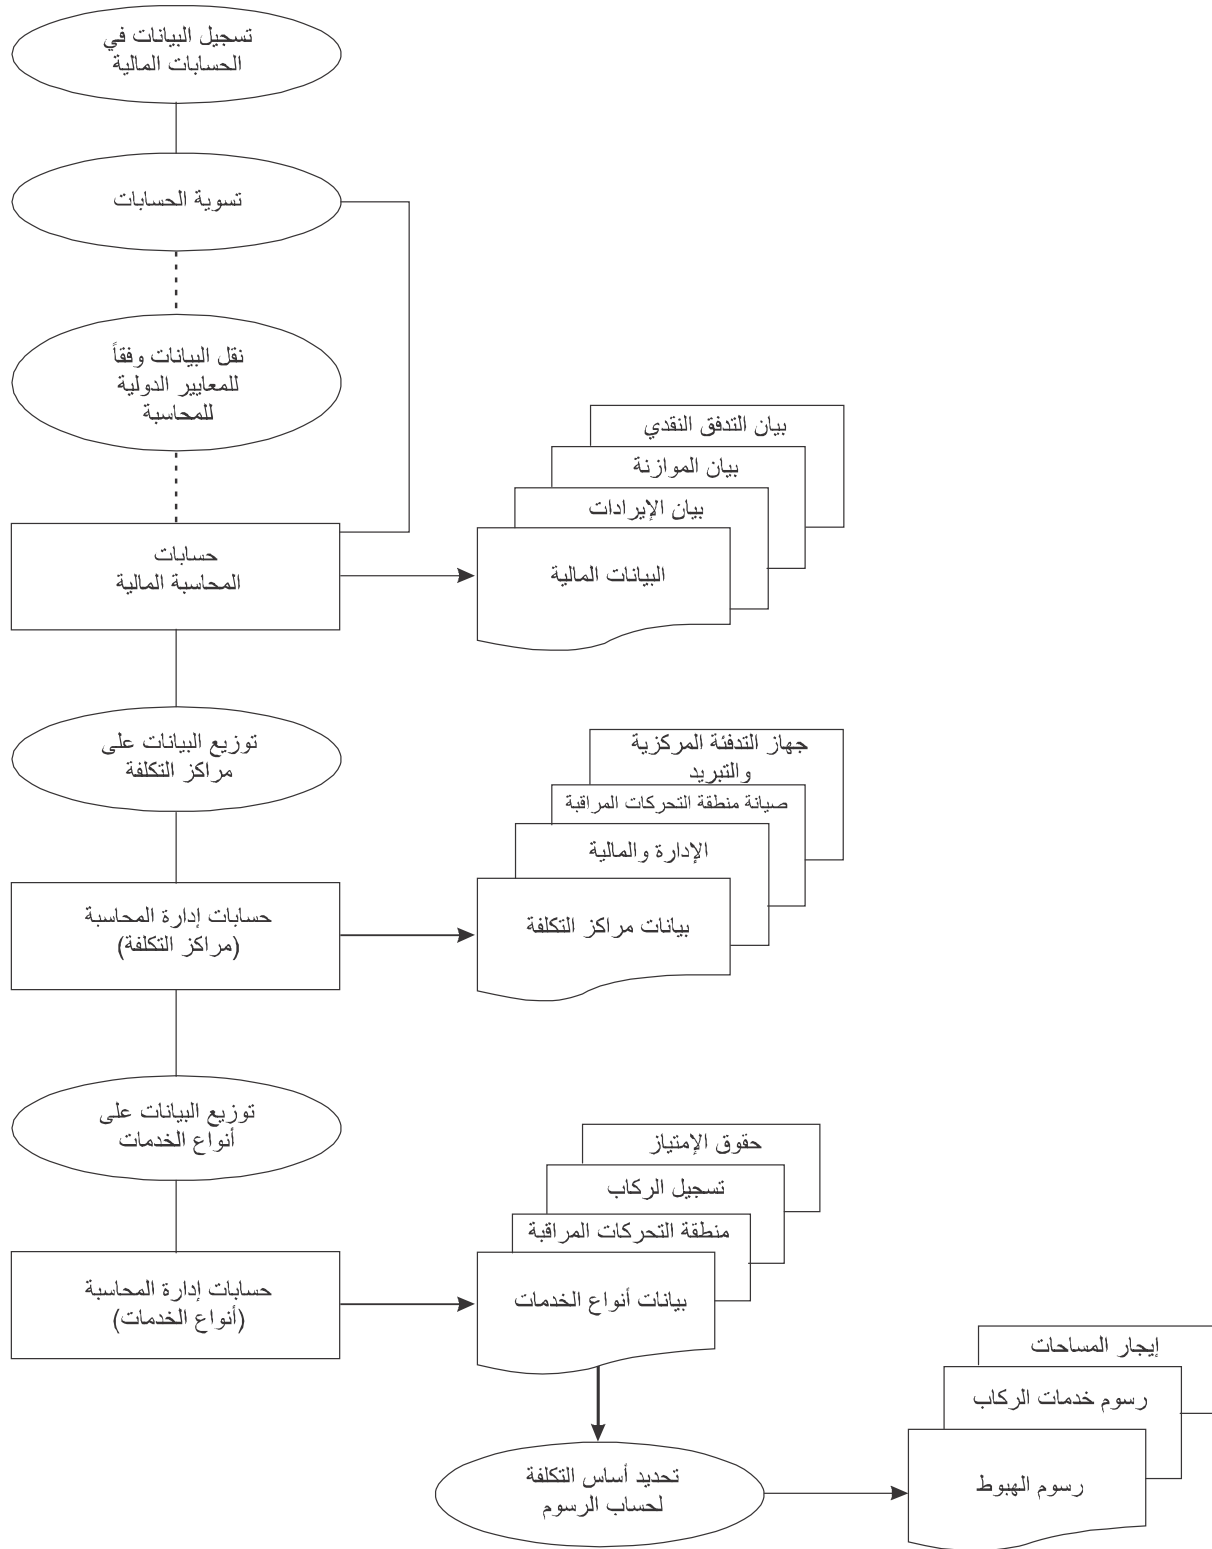 تسجيل البيانات في
الحسابات المالية
تسوية الحسابات
نقل البيانات وفقاً
للمعايير الدولية
للمحاسبة
بيان التدفق النقدي
بيان الموازنة
بيان الإيرادات
البيانات المالية
حسابات
المحاسبة المالية
توزيع البيانات على
مراكز التكلفة
جهاز التدفئة المركزية
والتبريد
صيانة منطقة التحركات المراقبة
الإدارة والمالية
بيانات مراكز التكلفة
حسابات إدارة المحاسبة
(مراكز التكلفة)
توزيع البيانات على
أنواع الخدمات
حقوق الإمتياز
تسجيل الركاب
منطقة التحركات المراقبة
بيانات أنواع الخدمات
حسابات إدارة المحاسبة
(أنواع الخدمات)
إيجار المساحات
رسوم خدمات الركاب
رسوم الهبوط
تحديد أساس التكلفة
لحساب الرسوم